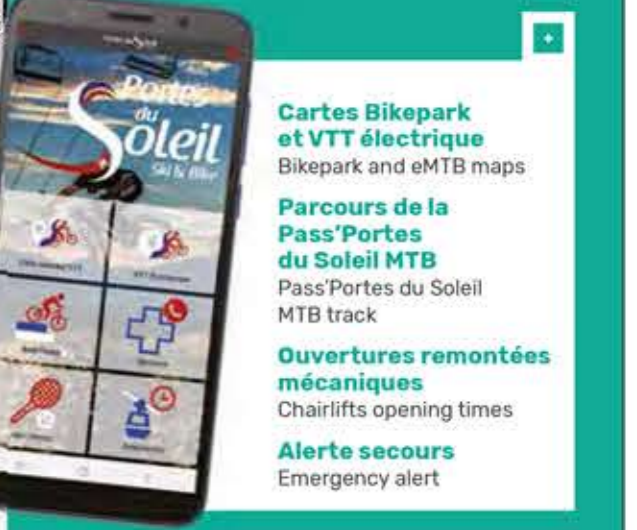 Portes
du
Soleil
Ski & Bike
+
Cartes Bikepark
et VTT électrique
Bikepark and eMTB maps
Parcours de la
Pass'Portes
du Soleil MTB
Pass'Portes du Soleil
MTB track
Ouvertures remontées
mécaniques
Chairlifts opening times
Alerte secours
Emergency alert